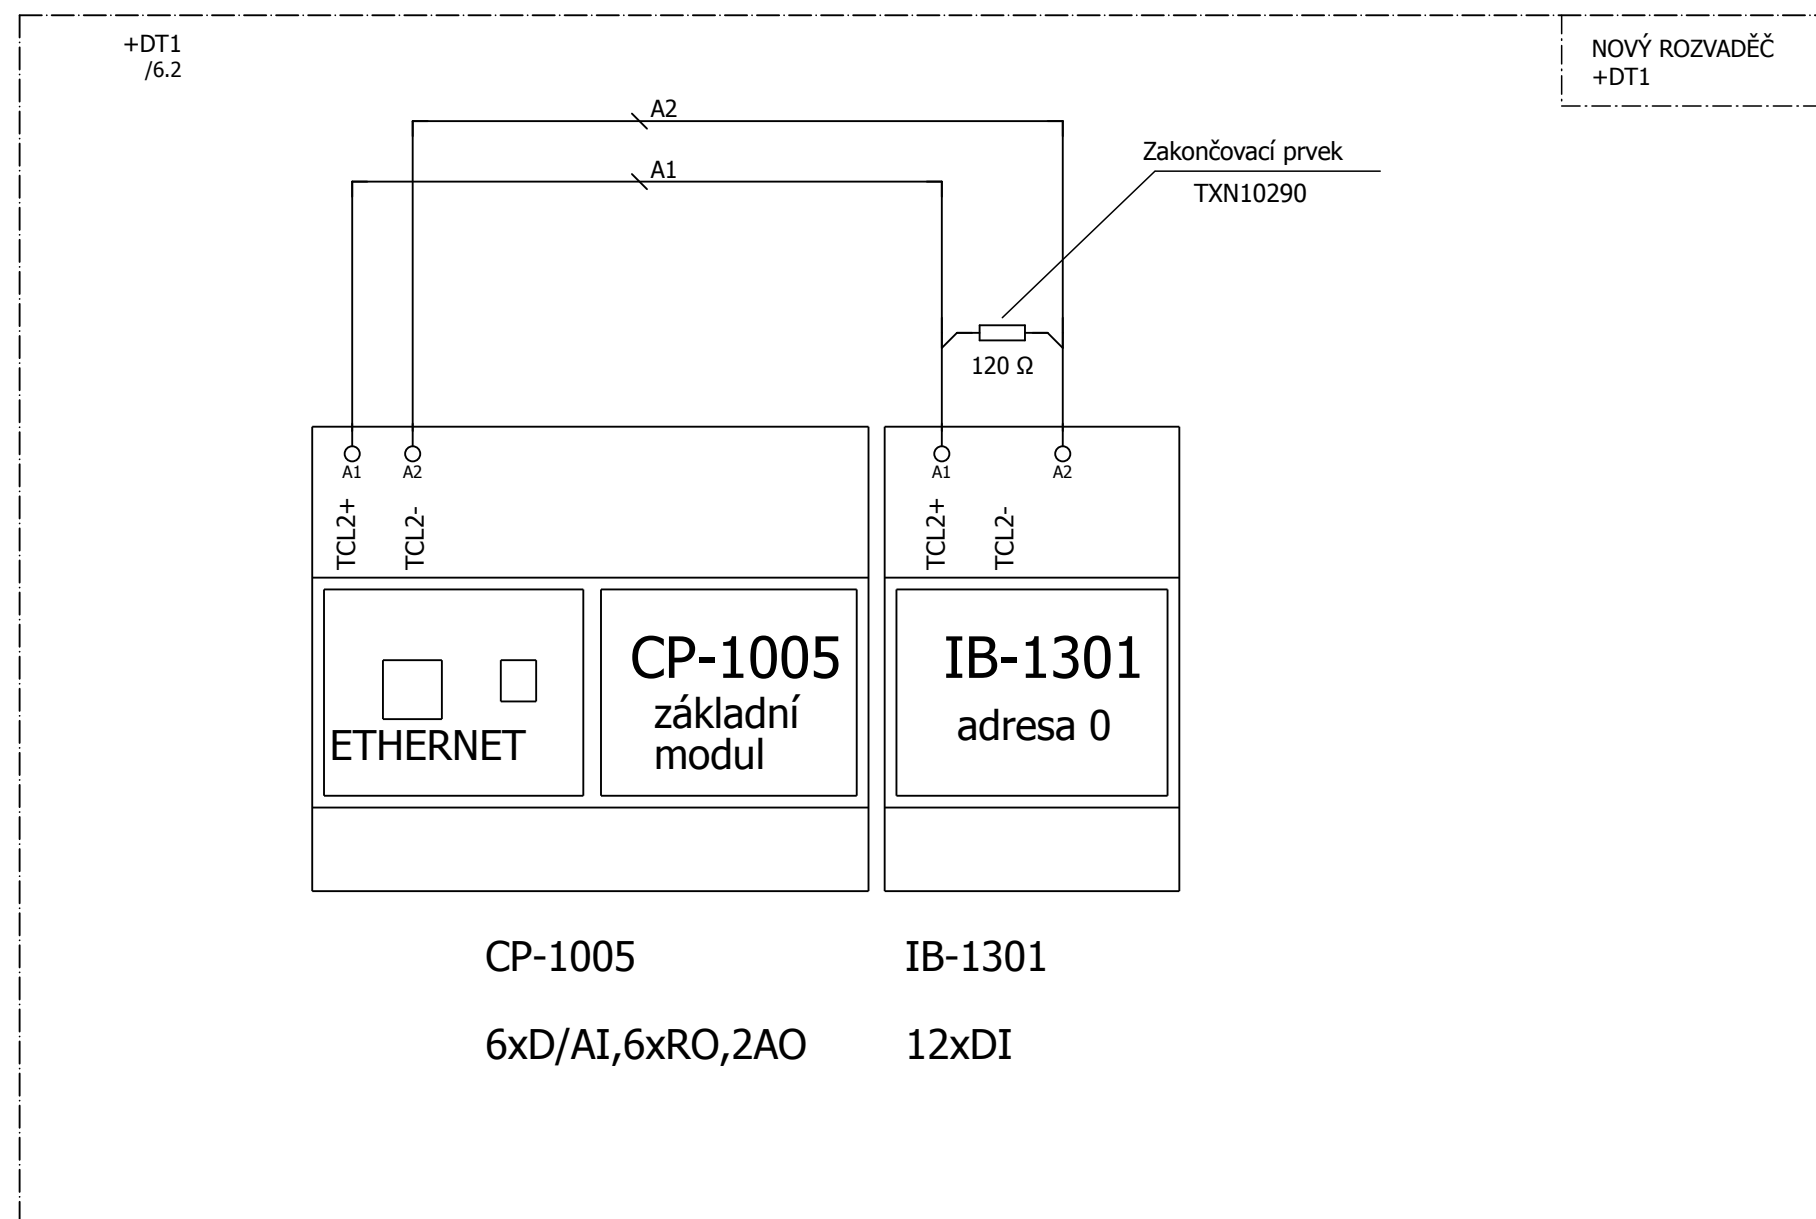 +DT1
/6.2
NOVÝ ROZVADĚČ
+DT1
A2
A1
Zakončovací prvek
TXN10290
120 Ω
A1
A2
A1
A2
TCL2+
TCL2-
TCL2+
TCL2-
CP-1005
základní
modul
ETHERNET
IB-1301
adresa 0
CP-1005
IB-1301
6xD/AI,6xRO,2AO
12xDI